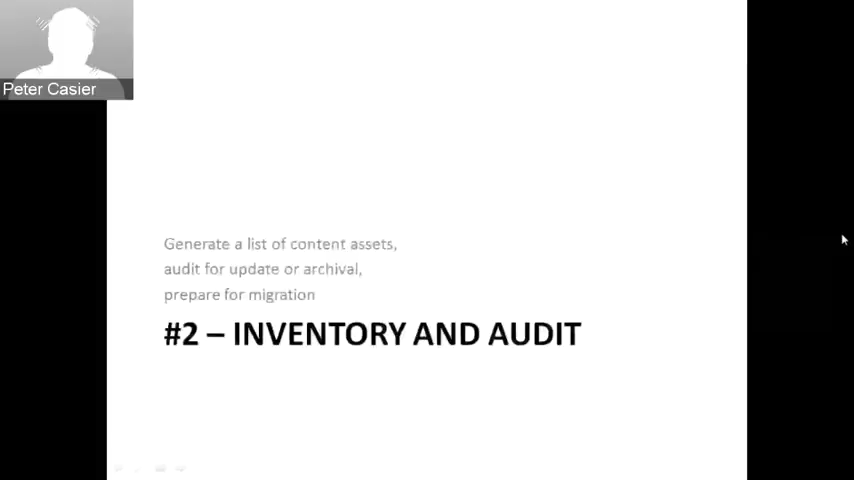 Peter Casier
Generate a list of content assets,
audit for update or archival,
prepare for migration
#2 – INVENTORY AND AUDIT